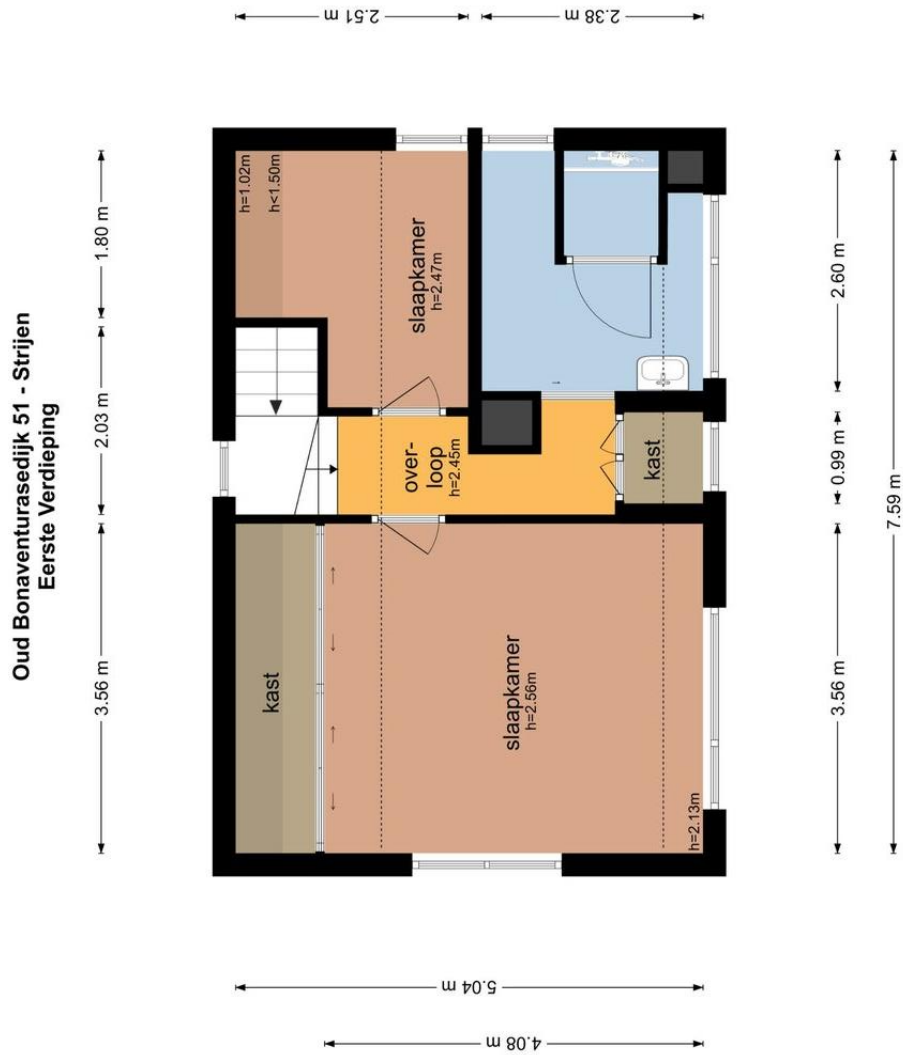 Oud Bonaventurasedijk 51 - Strijen
Eerste Verdieping
2.51 m
2.38 m
1.80 m
2.03 m
3.56 m
h=1.02m
h<1.50m
slaapkamer
h=2.47m
over-
loop
h=2.45m
kast
kast
slaapkamer
h=2.56m
h=2.13m
2.60 m
0.99 m
3.56 m
7.59 m
5.04 m
4.08 m